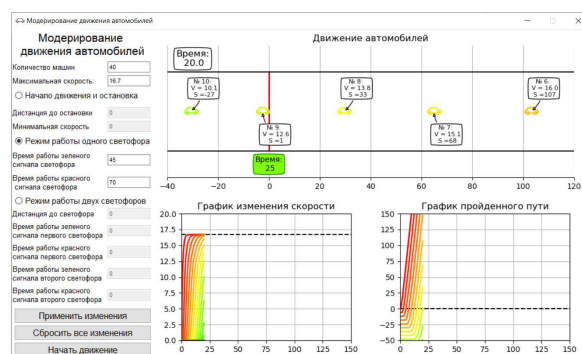 Модерирование движения автомобилей
Модерирование
движения автомобилей
Количество машин 40
Максимальная скорость: 16.7
Начало движения и остановка
Дистанция до остановки 0
Минимальная скорость 0
Режим работы одного светофора
Время работы зеленого
сигнала светофора 45
Время работы красного
сигнала светофора 70
Режим работы двух светофоров
Дистанция до светофора 0
Время работы зеленого
сигнала первого светофора 0
Время работы красного
сигнала первого светофора 0
Время работы зеленого
сигнала второго светофора 0
Время работы красного
сигнала второго светофора 0
Применить изменения
Сбросить все изменения
Начать движение
Движение автомобилей
Время:
20.0
№ 10:
V = 10.1
S =-27
№ 9:
V = 12.6
S =1
№ 8:
V = 13.8
S =33
№ 7:
V = 15.1
S =68
№ 6:
V = 16.0
S =107
Время:
25
−40 −20 0 20 40 60 80 100 120
График изменения скорости
20.0
17.5
15.0
12.5
10.0
7.5
5.0
2.5
0.0
0 25 50 75 100 125 150
График пройденного пути
150
125
100
75
50
25
0
−25
−50
0 25 50 75 100 125 150